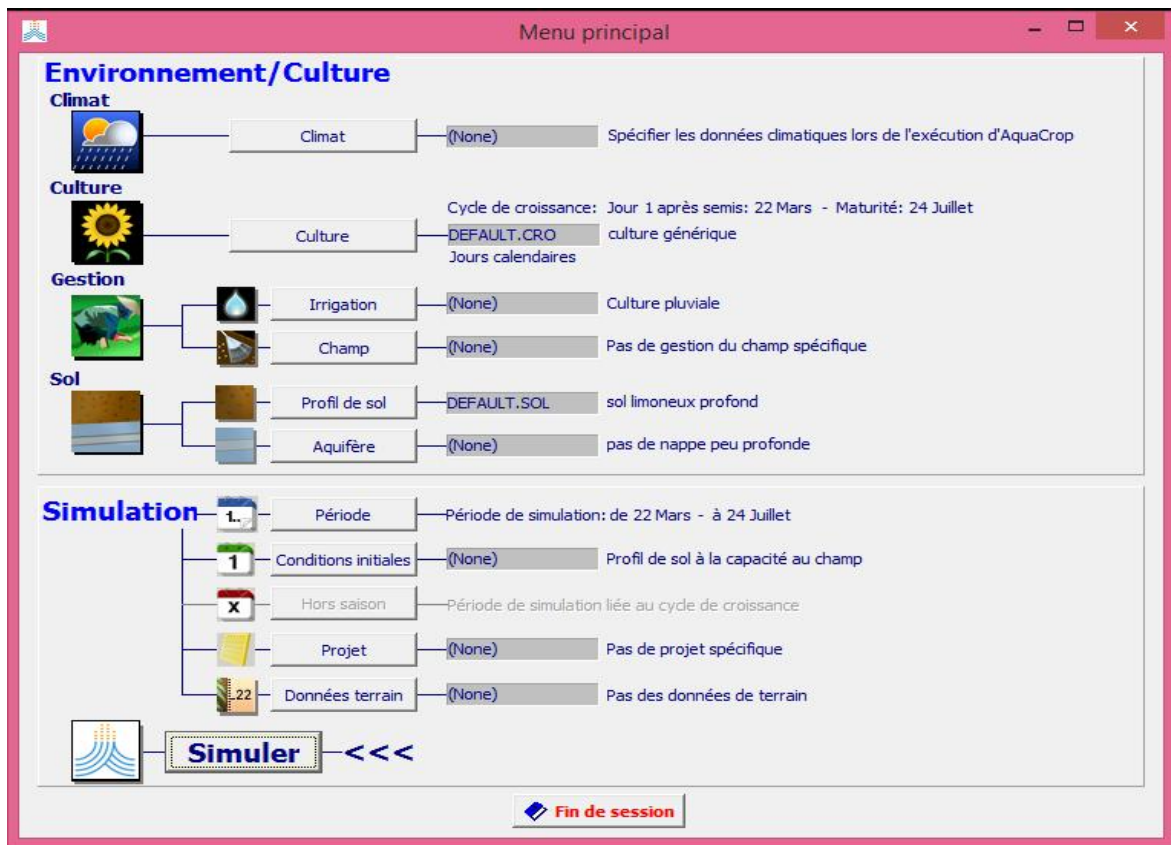 Menu principal
Environnement/Culture
Climat
Climat (None) Spécifier les données climatiques lors de l'exécution d'AquaCrop
Culture
Cycle de croissance: Jour 1 après semis: 22 Mars - Maturité: 24 Juillet
Culture DEFAULT.CRO culture générique
Jours calendaires
Gestion
Irrigation (None) Culture pluviale
Champ (None) Pas de gestion du champ spécifique
Sol
Profil de sol DEFAULT.SOL sol limoneux profond
Aquifère (None) pas de nappe peu profonde
Simulation 1.. Période Période de simulation: de 22 Mars - à 24 Juillet
1 Conditions initiales (None) Profil de sol à la capacité au champ
X Hors saison Période de simulation liée au cycle de croissance
Projet (None) Pas de projet spécifique
22 Données terrain (None) Pas des données de terrain
Simuler <<<
Fin de session